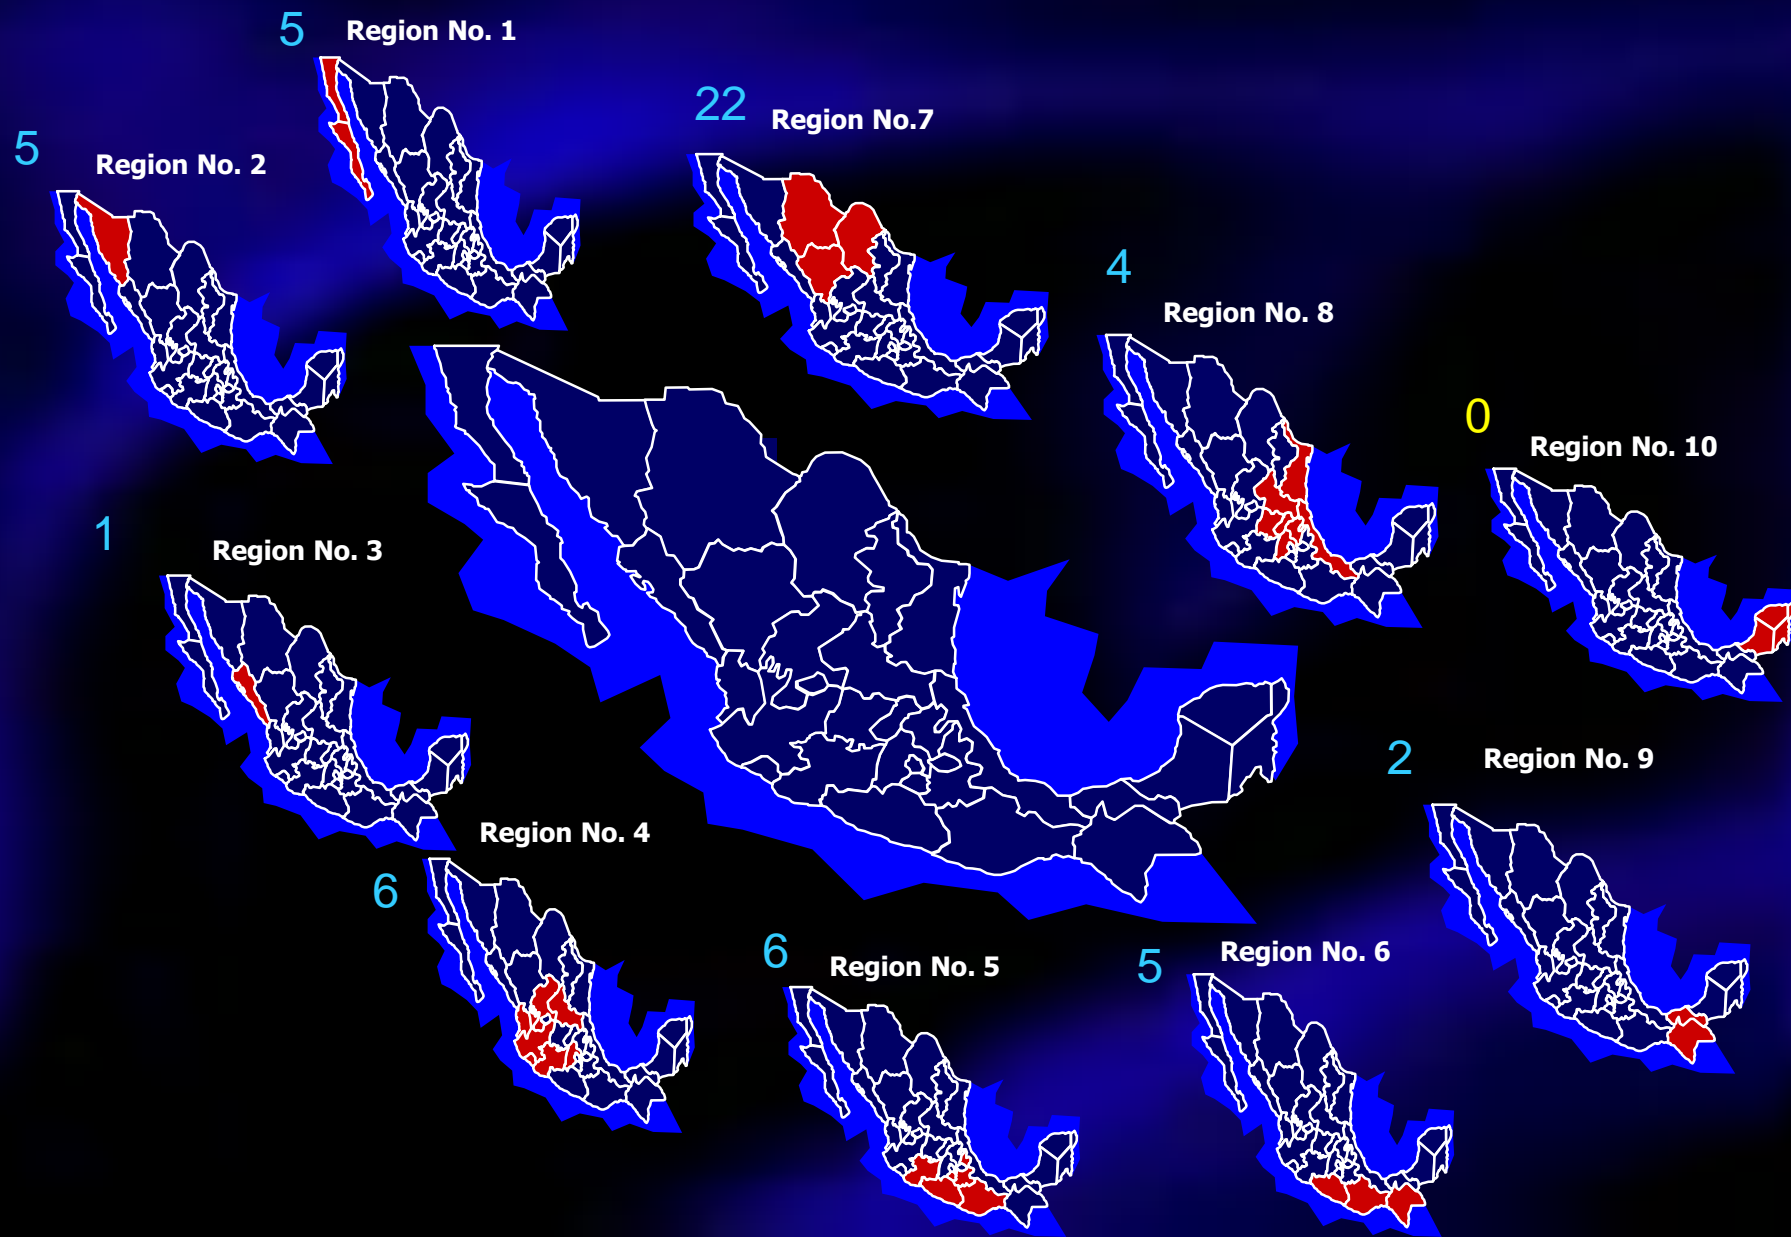 5 Region No. 1
22 Region No.7
5 Region No. 2
4 Region No. 8
0 Region No. 10
1 Region No. 3
2 Region No. 9
6 Region No. 4
6 Region No. 5
5 Region No. 6